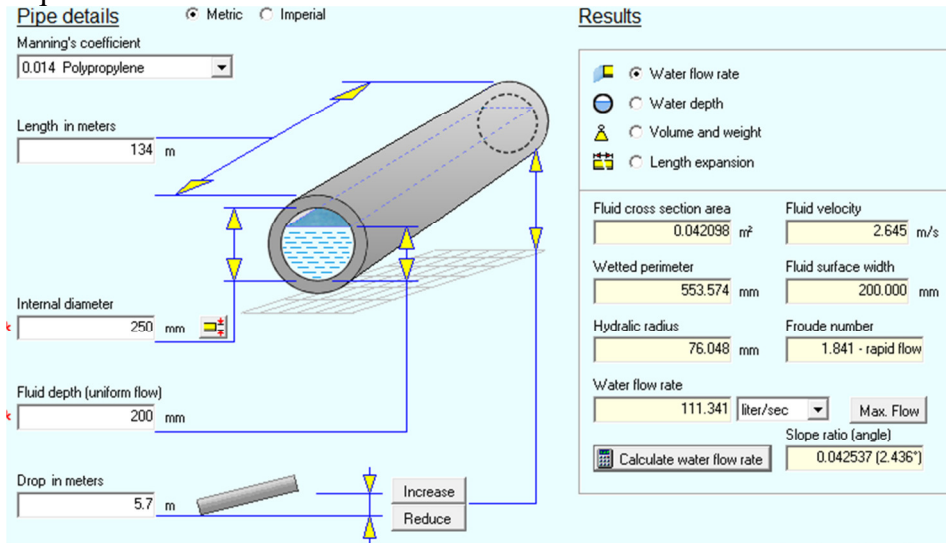 Pipe details
Metric
Imperial
Manning's coefficient
0.014 Polypropylene
Length in meters
134 m
Internal diameter
250 mm
Fluid depth (uniform flow)
200 mm
Drop in meters
5.7 m
Increase
Reduce
Results
Water flow rate
Water depth
Volume and weight
Length expansion
Fluid cross section area
Fluid velocity
0.042098 m²
2.645 m/s
Wetted perimeter
Fluid surface width
553.574 mm
200.000 mm
Hydralic radius
Froude number
76.048 mm
1.841 - rapid flow
Water flow rate
111.341 liter/sec
Max. Flow
Slope ratio (angle)
Calculate water flow rate
0.042537 (2.436°)